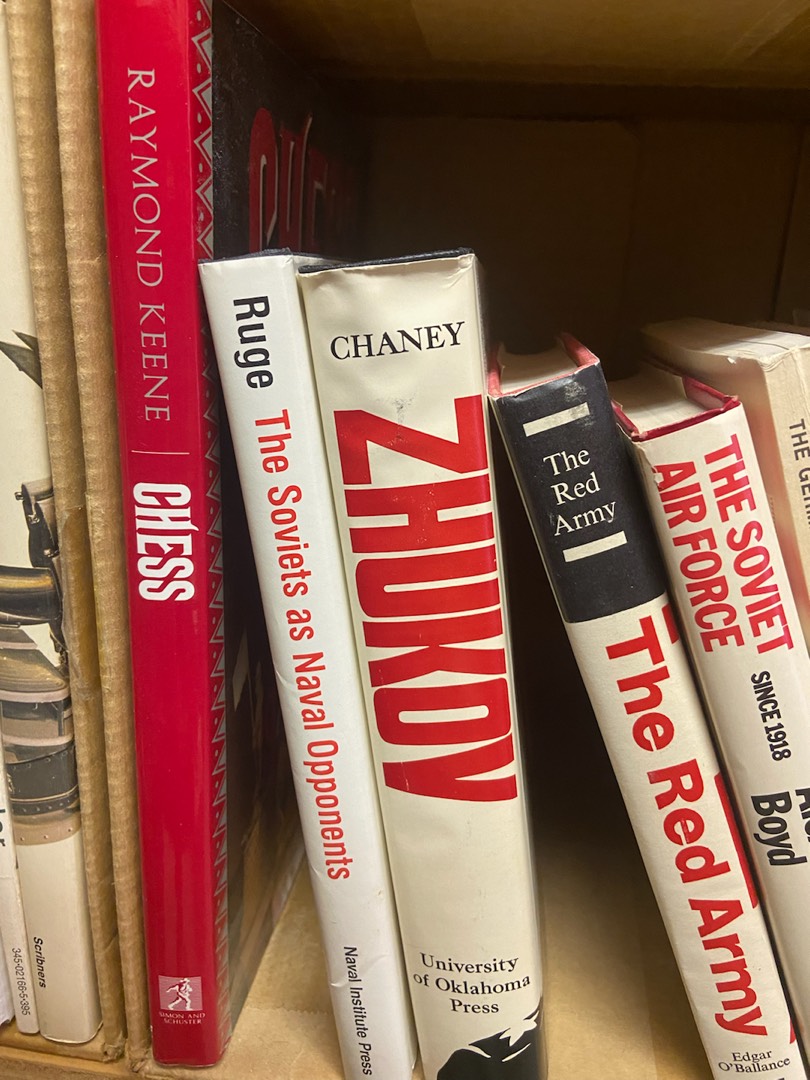 Scribners
345-02166-5-395
RAYMOND KEENE
CHESS
SIMON AND
SCHUSTER
Ruge
The Soviets as Naval Opponents
Naval Institute Press
CHANEY
ZHUKOV
University
of Oklahoma
Press
The
Red
Army
The Red Army
Edgar
O'Ballance
THE SOVIET
AIR FORCE
SINCE 1918
Boyd
THE